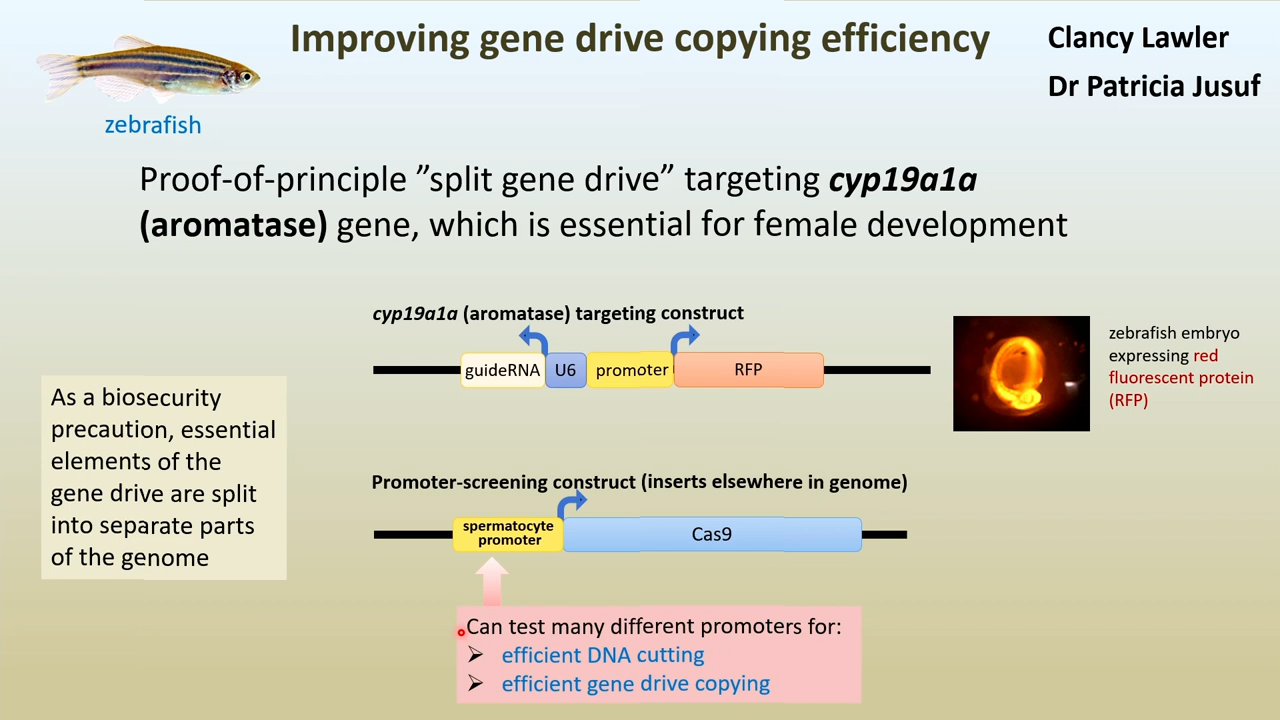 Improving gene drive copying efficiency
Clancy Lawler
Dr Patricia Jusuf
zebrafish
Proof-of-principle ”split gene drive” targeting cyp19a1a
(aromatase) gene, which is essential for female development
cyp19a1a (aromatase) targeting construct
guideRNA U6 promoter RFP
zebrafish embryo
expressing red
fluorescent protein
(RFP)
As a biosecurity
precaution, essential
elements of the
gene drive are split
into separate parts
of the genome
Promoter-screening construct (inserts elsewhere in genome)
spermatocyte
promoter
Cas9
Can test many different promoters for:
➢ efficient DNA cutting
➢ efficient gene drive copying